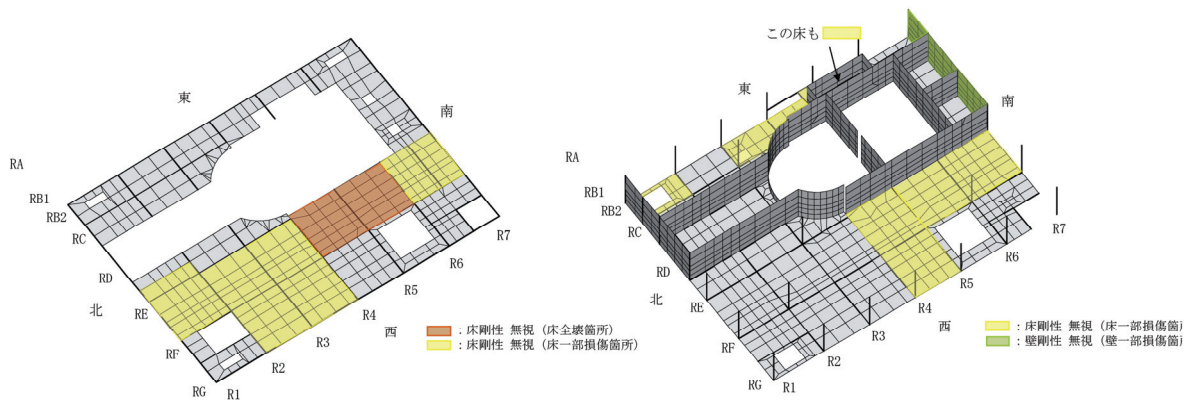 東
南
RA
RB1
RB2
RC
RD
北
RE
RF
RG
R1
R2
R3
R4
西
R5
R6
R7
：床剛性 無視（床全壊箇所）
：床剛性 無視（床一部損傷箇所）
この床も
東
南
RA
RB1
RB2
RC
RD
北
RE
RF
RG
R1
R2
R3
西
R4
R5
R6
R7
：床剛性 無視（床一部損傷箇所
：壁剛性 無視（壁一部損傷箇所